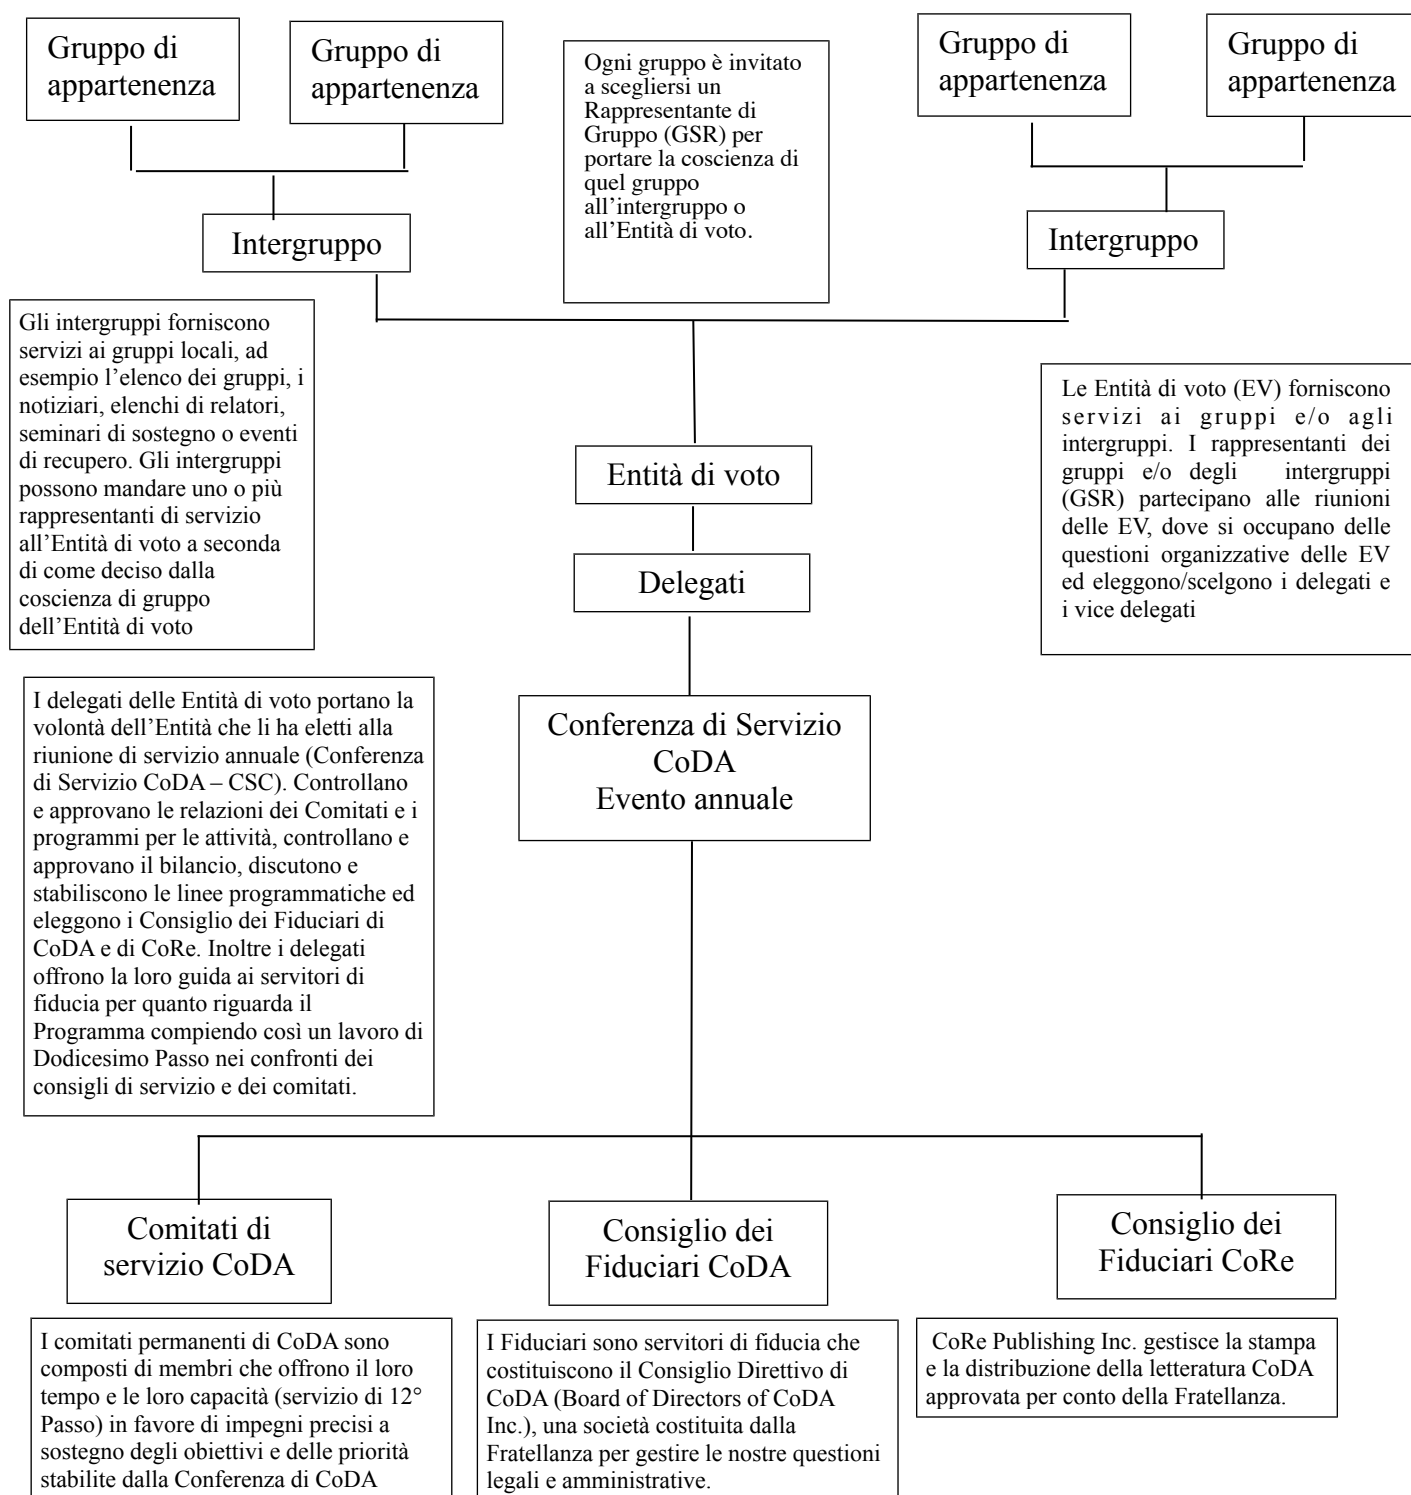 Gruppo di
appartenenza
Gruppo di
appartenenza
Ogni gruppo è invitato
a scegliersi un
Rappresentante di
Gruppo (GSR) per
portare la coscienza di
quel gruppo
all’intergruppo o
all’Entità di voto.
Gruppo di
appartenenza
Gruppo di
appartenenza
Intergruppo
Intergruppo
Gli intergruppi forniscono
servizi ai gruppi locali, ad
esempio l’elenco dei gruppi, i
notiziari, elenchi di relatori,
seminari di sostegno o eventi
di recupero. Gli intergruppi
possono mandare uno o più
rappresentanti di servizio
all’Entità di voto a seconda
di come deciso dalla
coscienza di gruppo
dell’Entità di voto
Le Entità di voto (EV) forniscono
servizi ai gruppi e/o agli
intergruppi. I rappresentanti dei
gruppi e/o degli intergruppi
(GSR) partecipano alle riunioni
delle EV, dove si occupano delle
questioni organizzative delle EV
ed eleggono/scelgono i delegati e
i vice delegati
Entità di voto
Delegati
I delegati delle Entità di voto portano la
volontà dell’Entità che li ha eletti alla
riunione di servizio annuale (Conferenza
di Servizio CoDA – CSC). Controllano
e approvano le relazioni dei Comitati e i
programmi per le attività, controllano e
approvano il bilancio, discutono e
stabiliscono le linee programmatiche ed
eleggono i Consiglio dei Fiduciari di
CoDA e di CoRe. Inoltre i delegati
offrono la loro guida ai servitori di
fiducia per quanto riguarda il
Programma compiendo così un lavoro di
Dodicesimo Passo nei confronti dei
consigli di servizio e dei comitati.
Conferenza di Servizio
CoDA
Evento annuale
Comitati di
servizio CoDA
Consiglio dei
Fiduciari CoDA
Consiglio dei
Fiduciari CoRe
I comitati permanenti di CoDA sono
composti di membri che offrono il loro
tempo e le loro capacità (servizio di 12°
Passo) in favore di impegni precisi a
sostegno degli obiettivi e delle priorità
stabilite dalla Conferenza di CoDA
I Fiduciari sono servitori di fiducia che
costituiscono il Consiglio Direttivo di
CoDA (Board of Directors of CoDA
Inc.), una società costituita dalla
Fratellanza per gestire le nostre questioni
legali e amministrative.
CoRe Publishing Inc. gestisce la stampa
e la distribuzione della letteratura CoDA
approvata per conto della Fratellanza.